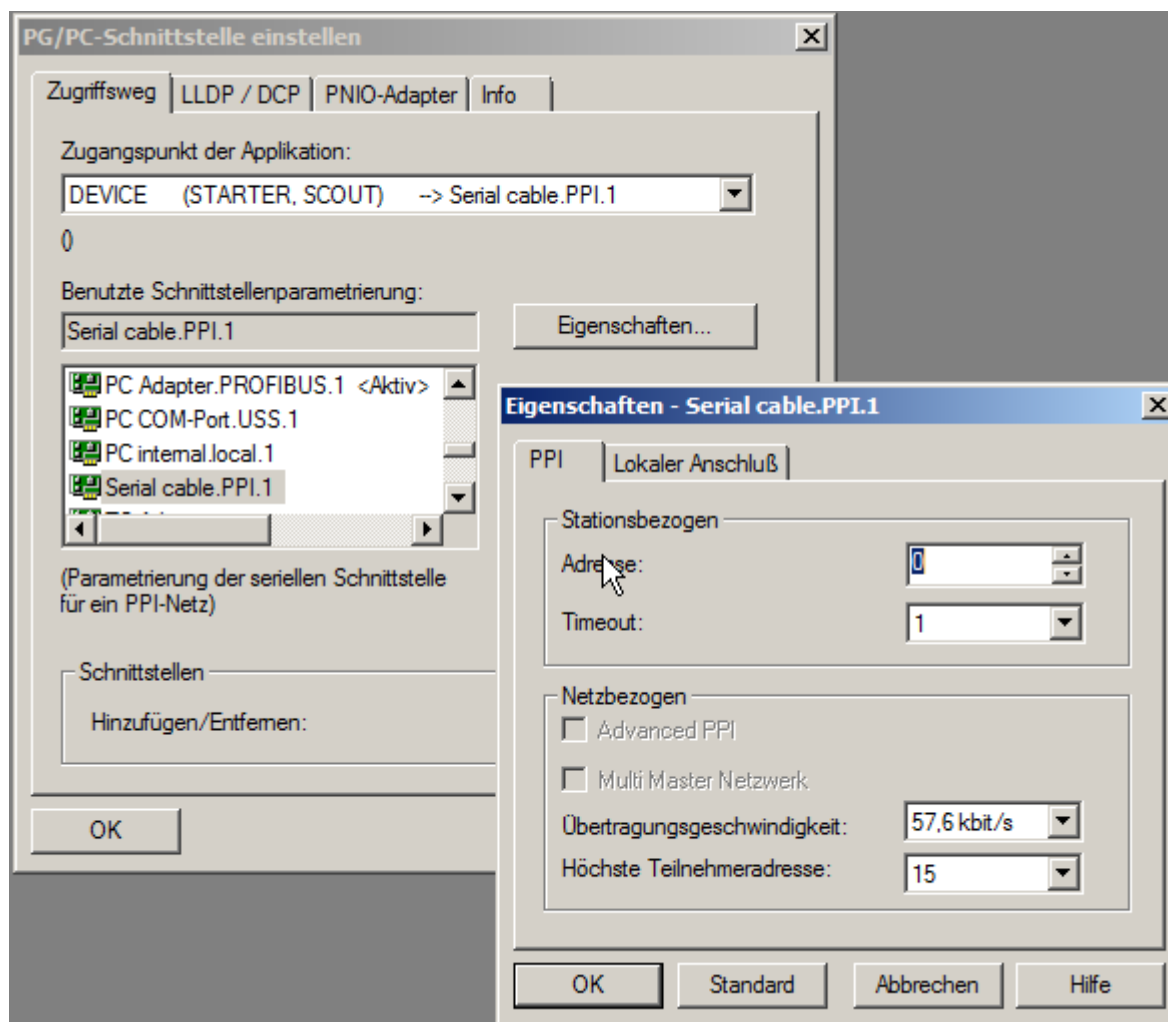 PG/PC-Schnittstelle einstellen
Zugriffsweg LLDP / DCP PNIO-Adapter Info
Zugangspunkt der Applikation:
DEVICE (STARTER, SCOUT) --> Serial cable.PPI.1
()
Benutzte Schnittstellenparametrierung:
Serial cable.PPI.1
Eigenschaften...
PC Adapter.PROFIBUS.1 <Aktiv>
PC COM-Port.USS.1
PC internal.local.1
Serial cable.PPI.1
(Parametrierung der seriellen Schnittstelle
für ein PPI-Netz)
Schnittstellen
Hinzufügen/Entfernen:
OK
Eigenschaften - Serial cable.PPI.1
PPI Lokaler Anschluß
Stationsbezogen
Adresse: 0
Timeout: 1
Netzbezogen
Advanced PPI
Multi Master Netzwerk
Übertragungsgeschwindigkeit: 57,6 kbit/s
Höchste Teilnehmeradresse: 15
OK Standard Abbrechen Hilfe